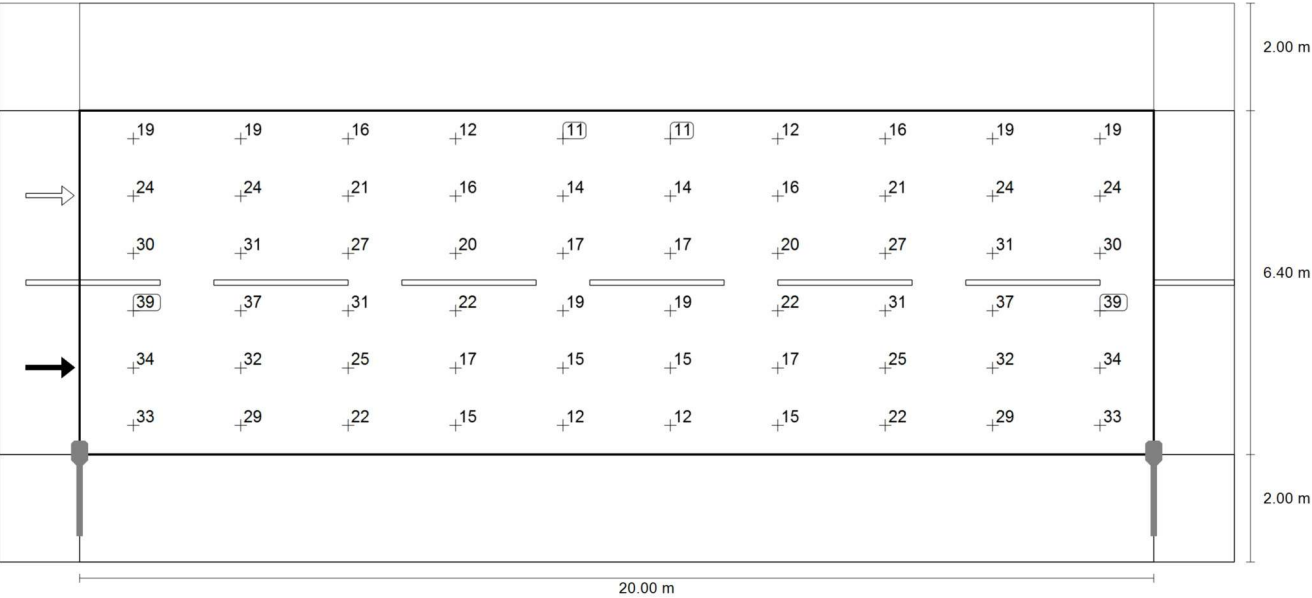 2.00 m
19 19 16 12 11 11 12 16 19 19
24 24 21 16 14 14 16 21 24 24
30 31 27 20 17 17 20 27 31 30
6.40 m
39 37 31 22 19 19 22 31 37 39
34 32 25 17 15 15 17 25 32 34
33 29 22 15 12 12 15 22 29 33
2.00 m
20.00 m